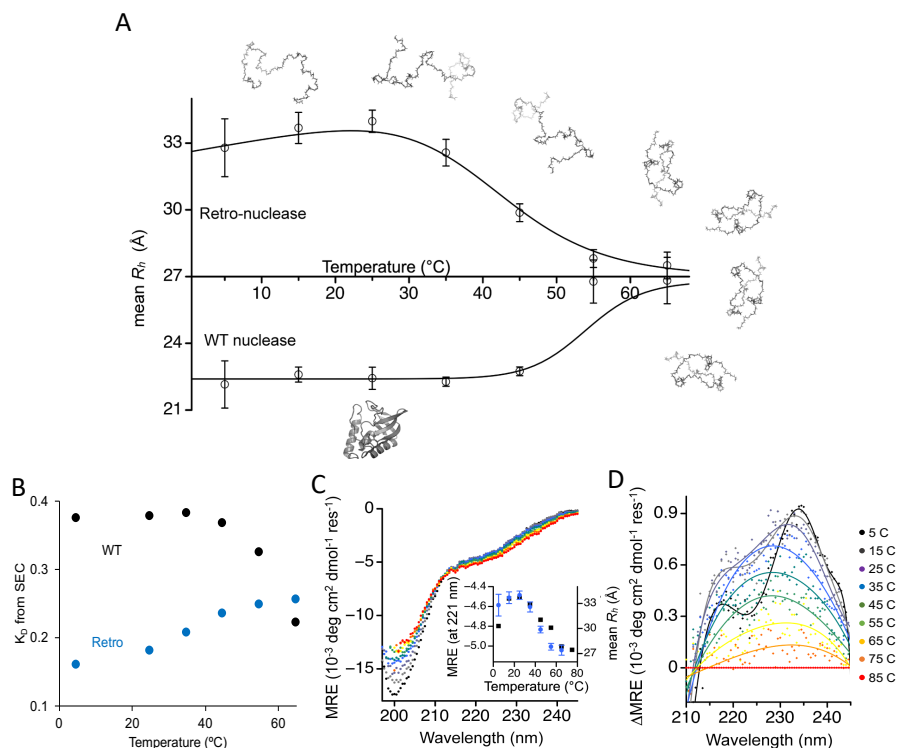 A
33
30
27
24
21
mean Rh (Å)
Retro-nuclease
Temperature (°C)
10 20 30 40 50 60
WT nuclease
B
0.4
0.3
0.2
0.1
KD from SEC
WT
Retro
0 20 40 60
Temperature (ºC)
C
0
−5
−10
−15
MRE (10⁻³ deg cm² dmol⁻¹ res⁻¹)
200 210 220 230 240
Wavelength (nm)
−4.4
−4.6
−4.8
−5.0
MRE (at 221 nm)
33
30
27
mean Rh (Å)
0 20 40 60 80
Temperature (°C)
D
0.9
0.6
0.3
0
ΔMRE (10⁻³ deg cm² dmol⁻¹ res⁻¹)
210 220 230 240
Wavelength (nm)
5 C
15 C
25 C
35 C
45 C
55 C
65 C
75 C
85 C